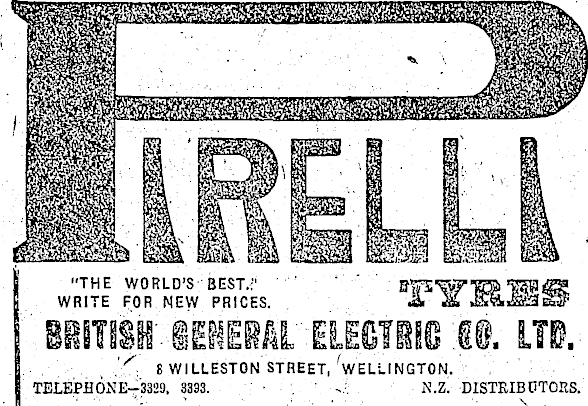 PIRELLI
"THE WORLD'S BEST."
WRITE FOR NEW PRICES.
TYRES
BRITISH GENERAL ELECTRIC CO. LTD.
8 WILLESTON STREET, WELLINGTON.
TELEPHONE—3329, 3393. N.Z. DISTRIBUTORS.